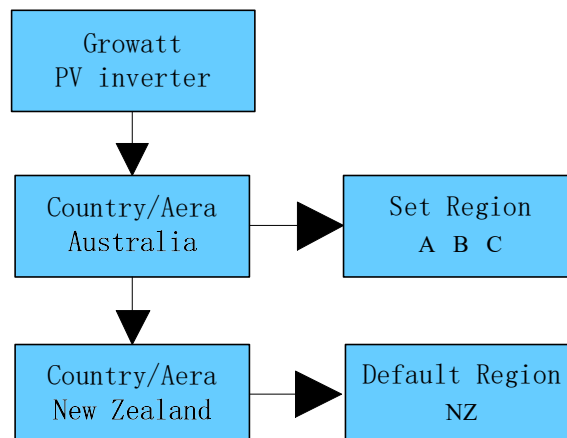 Growatt
PV inverter
Country/Aera
Australia
Set Region
A B C
Country/Aera
New Zealand
Default Region
NZ